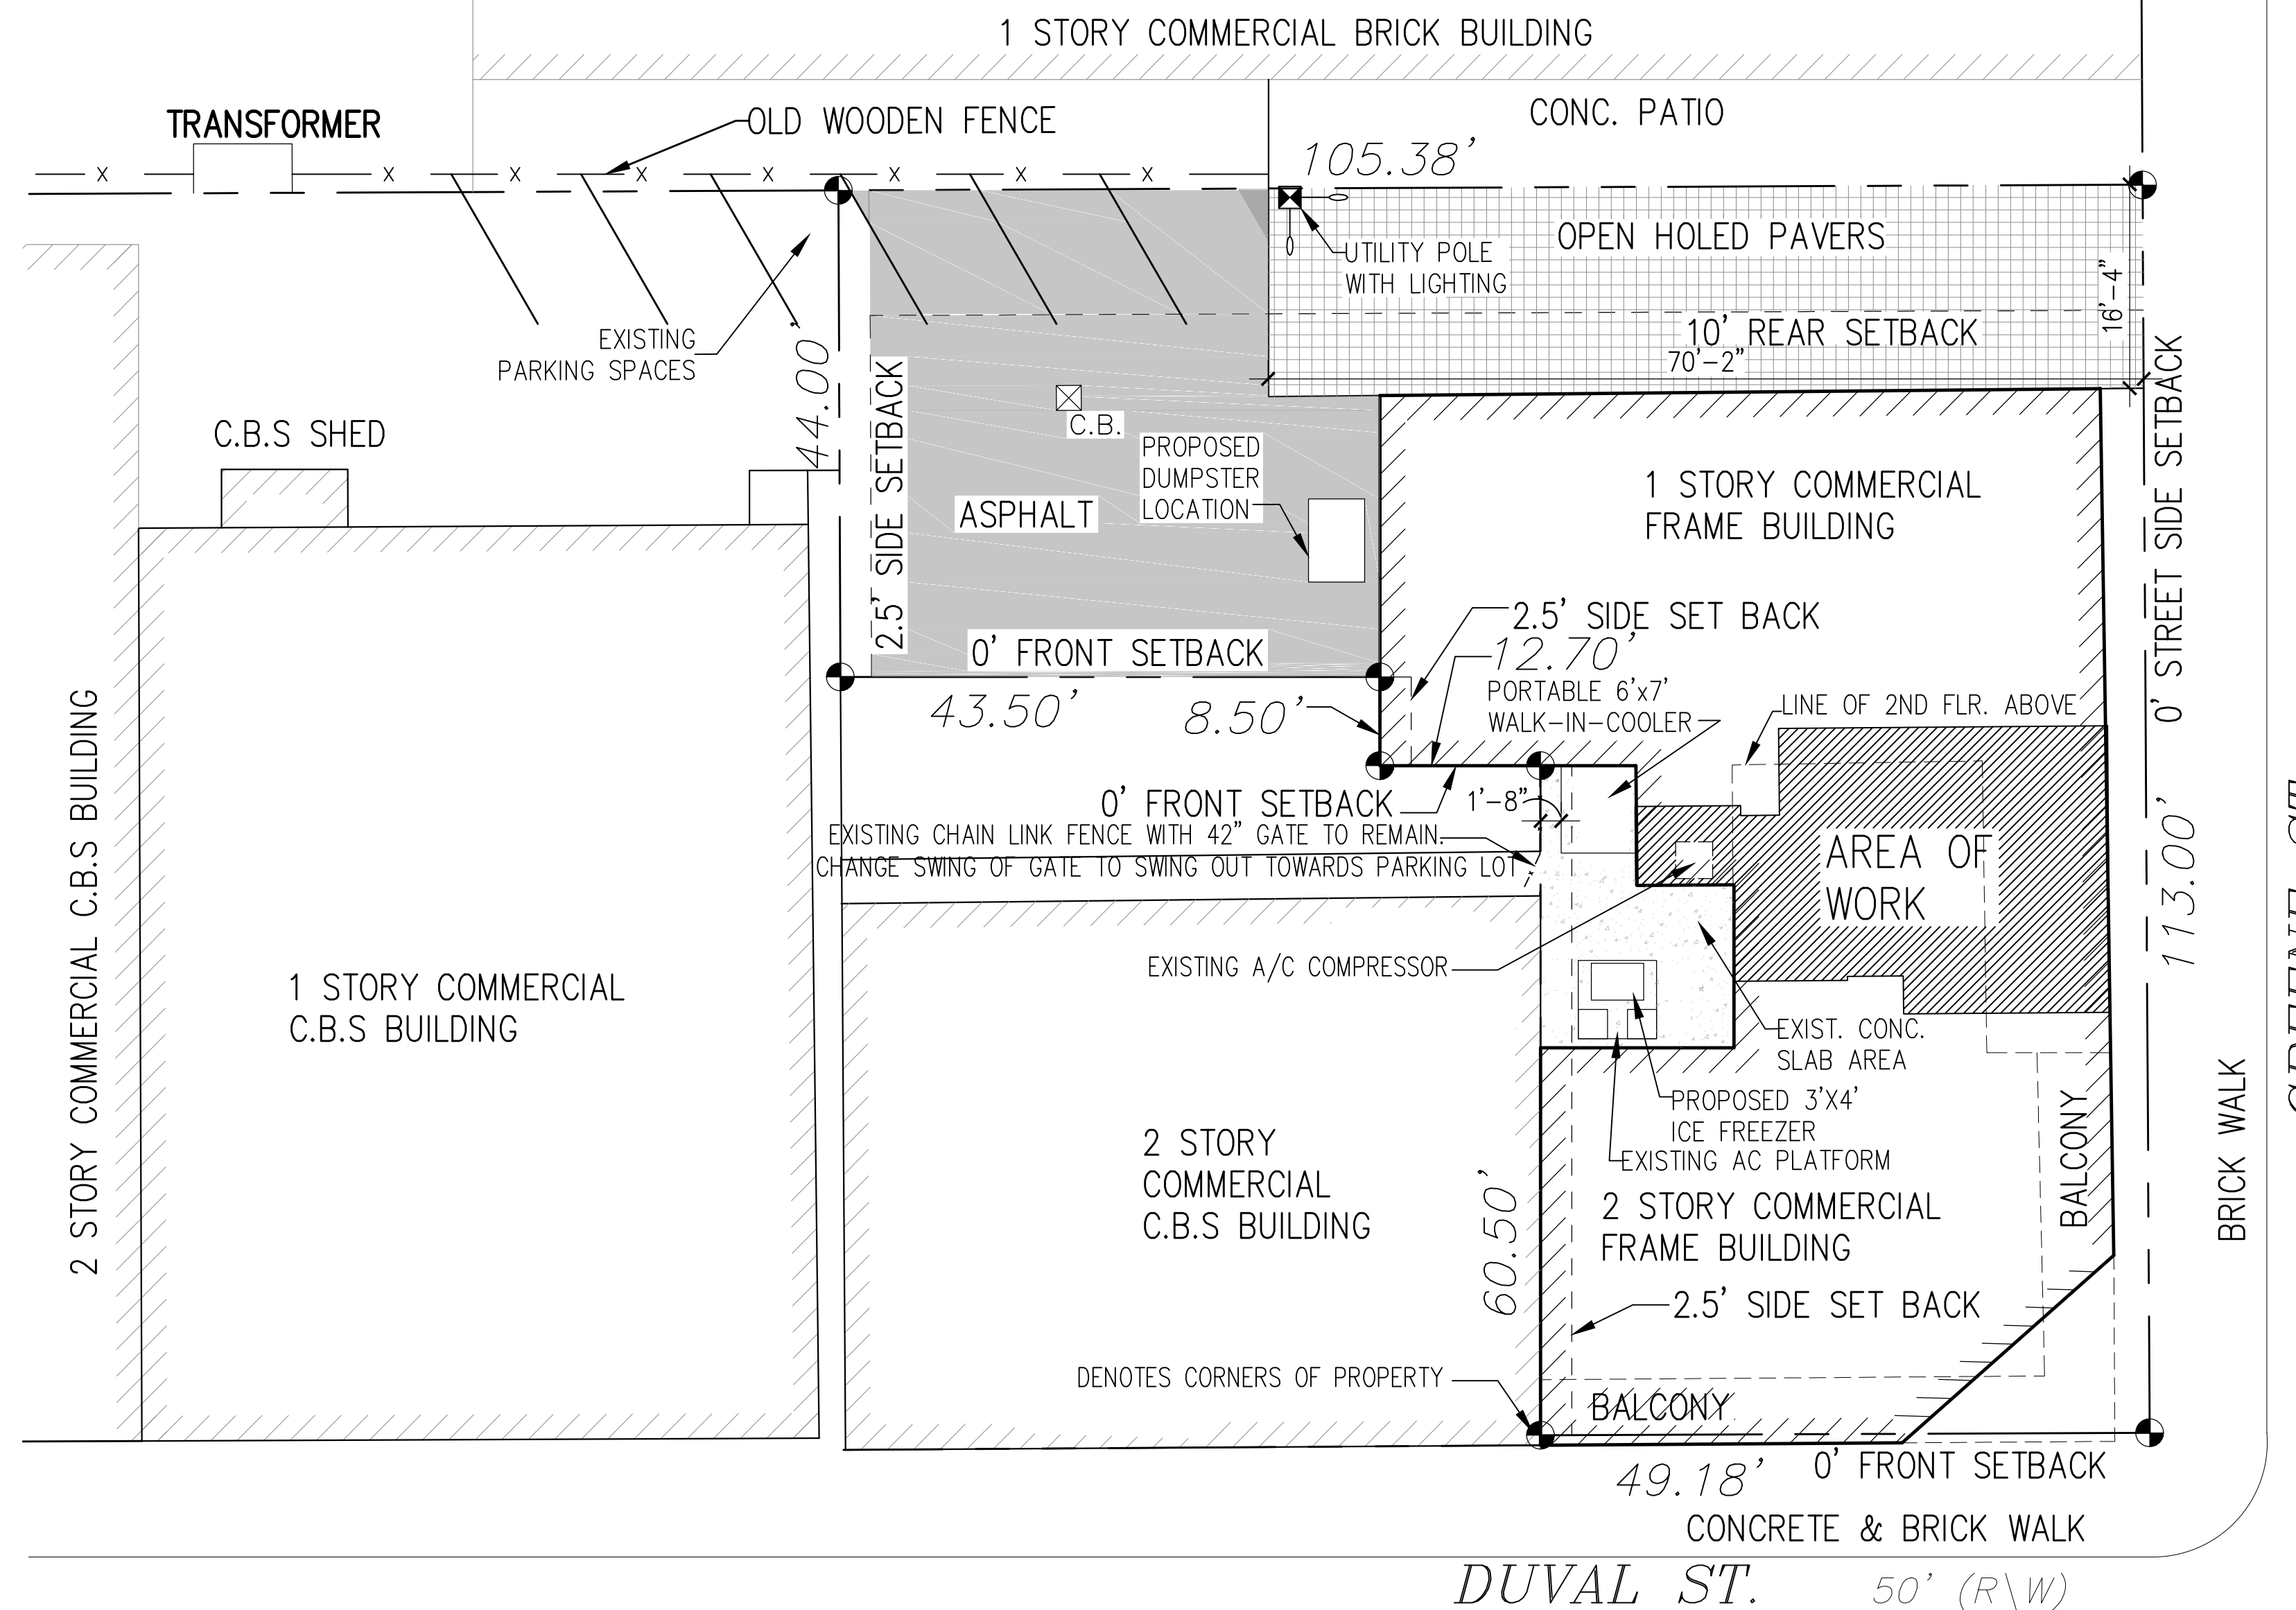 1 STORY COMMERCIAL BRICK BUILDING
TRANSFORMER
OLD WOODEN FENCE
CONC. PATIO
105.38'
X X X X X X X X
OPEN HOLED PAVERS
UTILITY POLE
WITH LIGHTING
16'-4"
10' REAR SETBACK
70'-2"
EXISTING
PARKING SPACES
44.00'
2.5' SIDE SETBACK
C.B.
C.B.S SHED
PROPOSED
DUMPSTER
LOCATION
ASPHALT
0' STREET SIDE SETBACK
1 STORY COMMERCIAL
FRAME BUILDING
2.5' SIDE SET BACK
0' FRONT SETBACK
12.70'
43.50'
8.50'
PORTABLE 6'x7'
WALK-IN-COOLER
LINE OF 2ND FLR. ABOVE
0' FRONT SETBACK
1'-8"
EXISTING CHAIN LINK FENCE WITH 42" GATE TO REMAIN.
CHANGE SWING OF GATE TO SWING OUT TOWARDS PARKING LOT
AREA OF
WORK
113.00'
2 STORY COMMERCIAL C.B.S BUILDING
1 STORY COMMERCIAL
C.B.S BUILDING
EXISTING A/C COMPRESSOR
EXIST. CONC.
SLAB AREA
PROPOSED 3'X4'
ICE FREEZER
EXISTING AC PLATFORM
2 STORY
COMMERCIAL
C.B.S BUILDING
60.50'
2 STORY COMMERCIAL
FRAME BUILDING
BALCONY
BRICK WALK
2.5' SIDE SET BACK
DENOTES CORNERS OF PROPERTY
BALCONY
49.18'
0' FRONT SETBACK
CONCRETE & BRICK WALK
DUVAL ST.
50' (R\W)